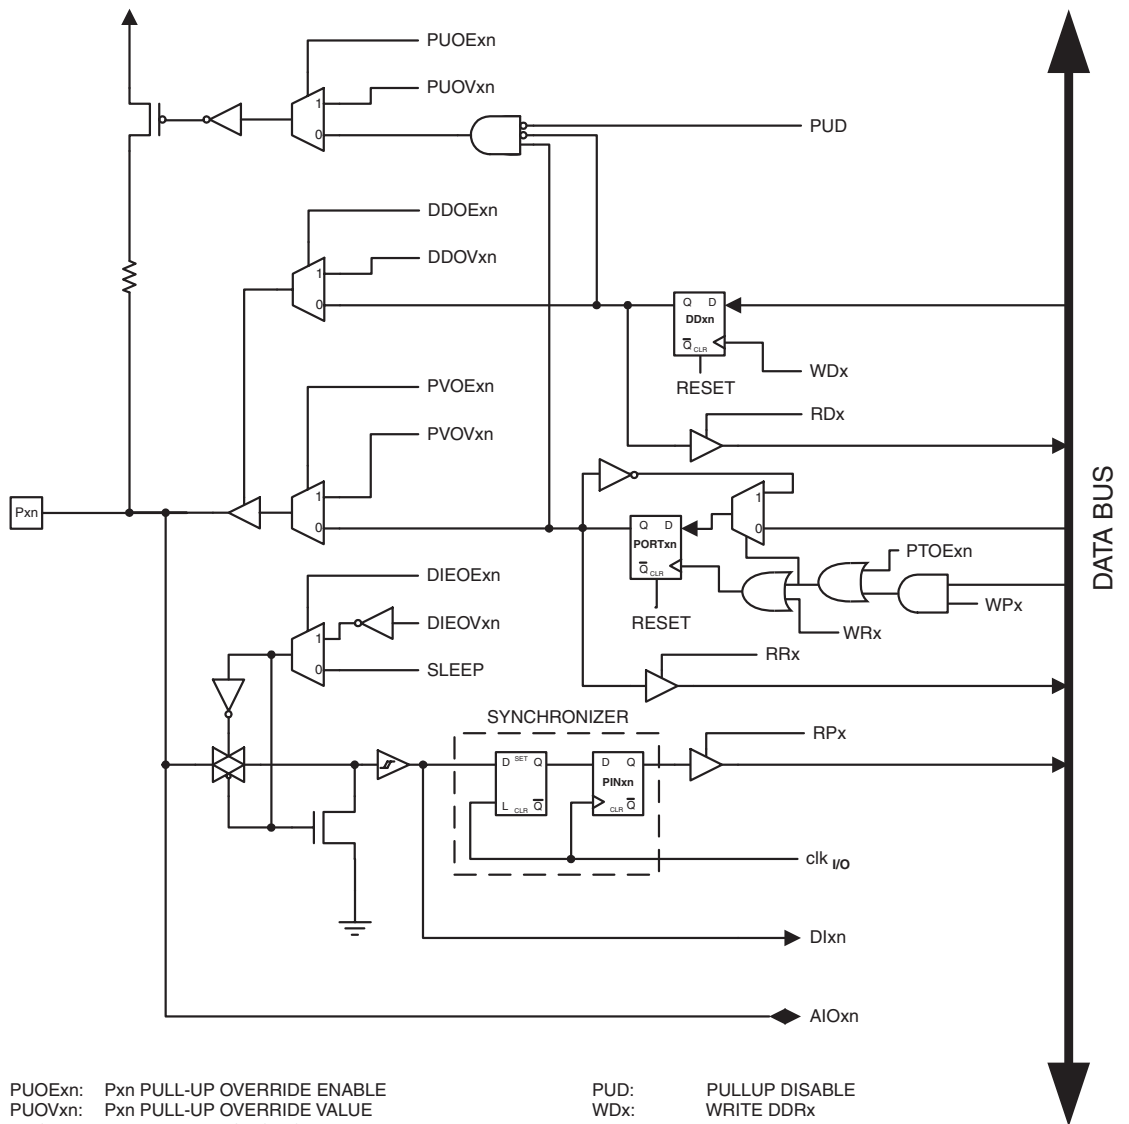 PUOExn
PUOVxn
1
0
PUD
DDOExn
DDOVxn
1
0
Q D
DDxn
Q CLR
RESET
WDx
RDx
PVOExn
PVOVxn
1
0
Pxn
1
0
Q D
PORTxn
Q CLR
RESET
PTOExn
WPx
WRx
RRx
DATA BUS
DIEOExn
DIEOVxn
1
0
SLEEP
SYNCHRONIZER
D SET Q
L CLR Q
D Q
PINxn
CLR Q
RPx
clk I/O
DIxn
AIOxn
PUOExn: Pxn PULL-UP OVERRIDE ENABLE
PUOVxn: Pxn PULL-UP OVERRIDE VALUE
PUD: PULLUP DISABLE
WDx: WRITE DDRx